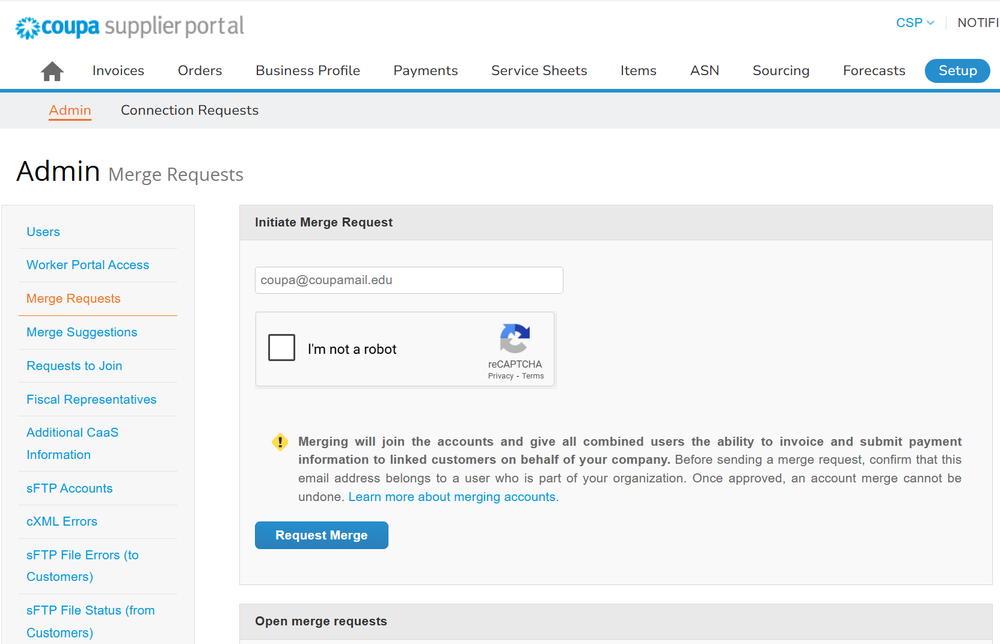 coupa supplier portal
CSP
NOTIFI
Invoices Orders Business Profile Payments Service Sheets Items ASN Sourcing Forecasts Setup
Admin Connection Requests
Admin Merge Requests
Users
Worker Portal Access
Merge Requests
Merge Suggestions
Requests to Join
Fiscal Representatives
Additional CaaS
Information
sFTP Accounts
cXML Errors
sFTP File Errors (to
Customers)
sFTP File Status (from
Customers)
Initiate Merge Request
coupa@coupamail.edu
I'm not a robot
reCAPTCHA
Privacy - Terms
Merging will join the accounts and give all combined users the ability to invoice and submit payment
information to linked customers on behalf of your company. Before sending a merge request, confirm that this
email address belongs to a user who is part of your organization. Once approved, an account merge cannot be
undone. Learn more about merging accounts.
Request Merge
Open merge requests